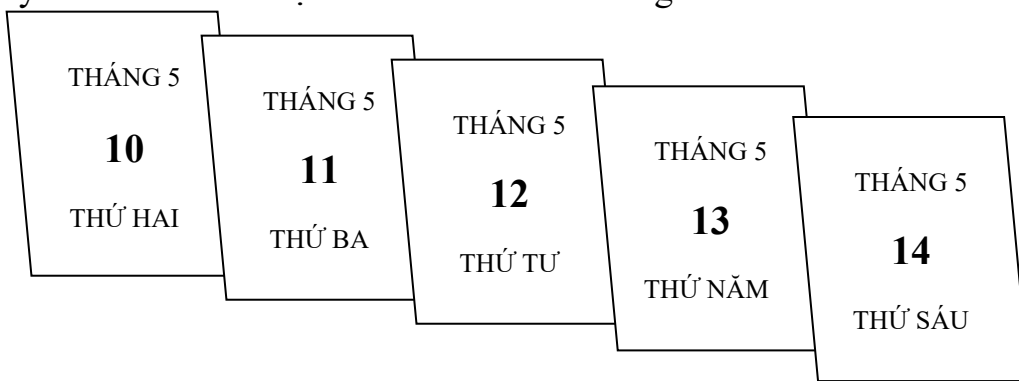 THÁNG 5
10
THỨ HAI
THÁNG 5
11
THỨ BA
THÁNG 5
12
THỨ TƯ
THÁNG 5
13
THỨ NĂM
THÁNG 5
14
THỨ SÁU